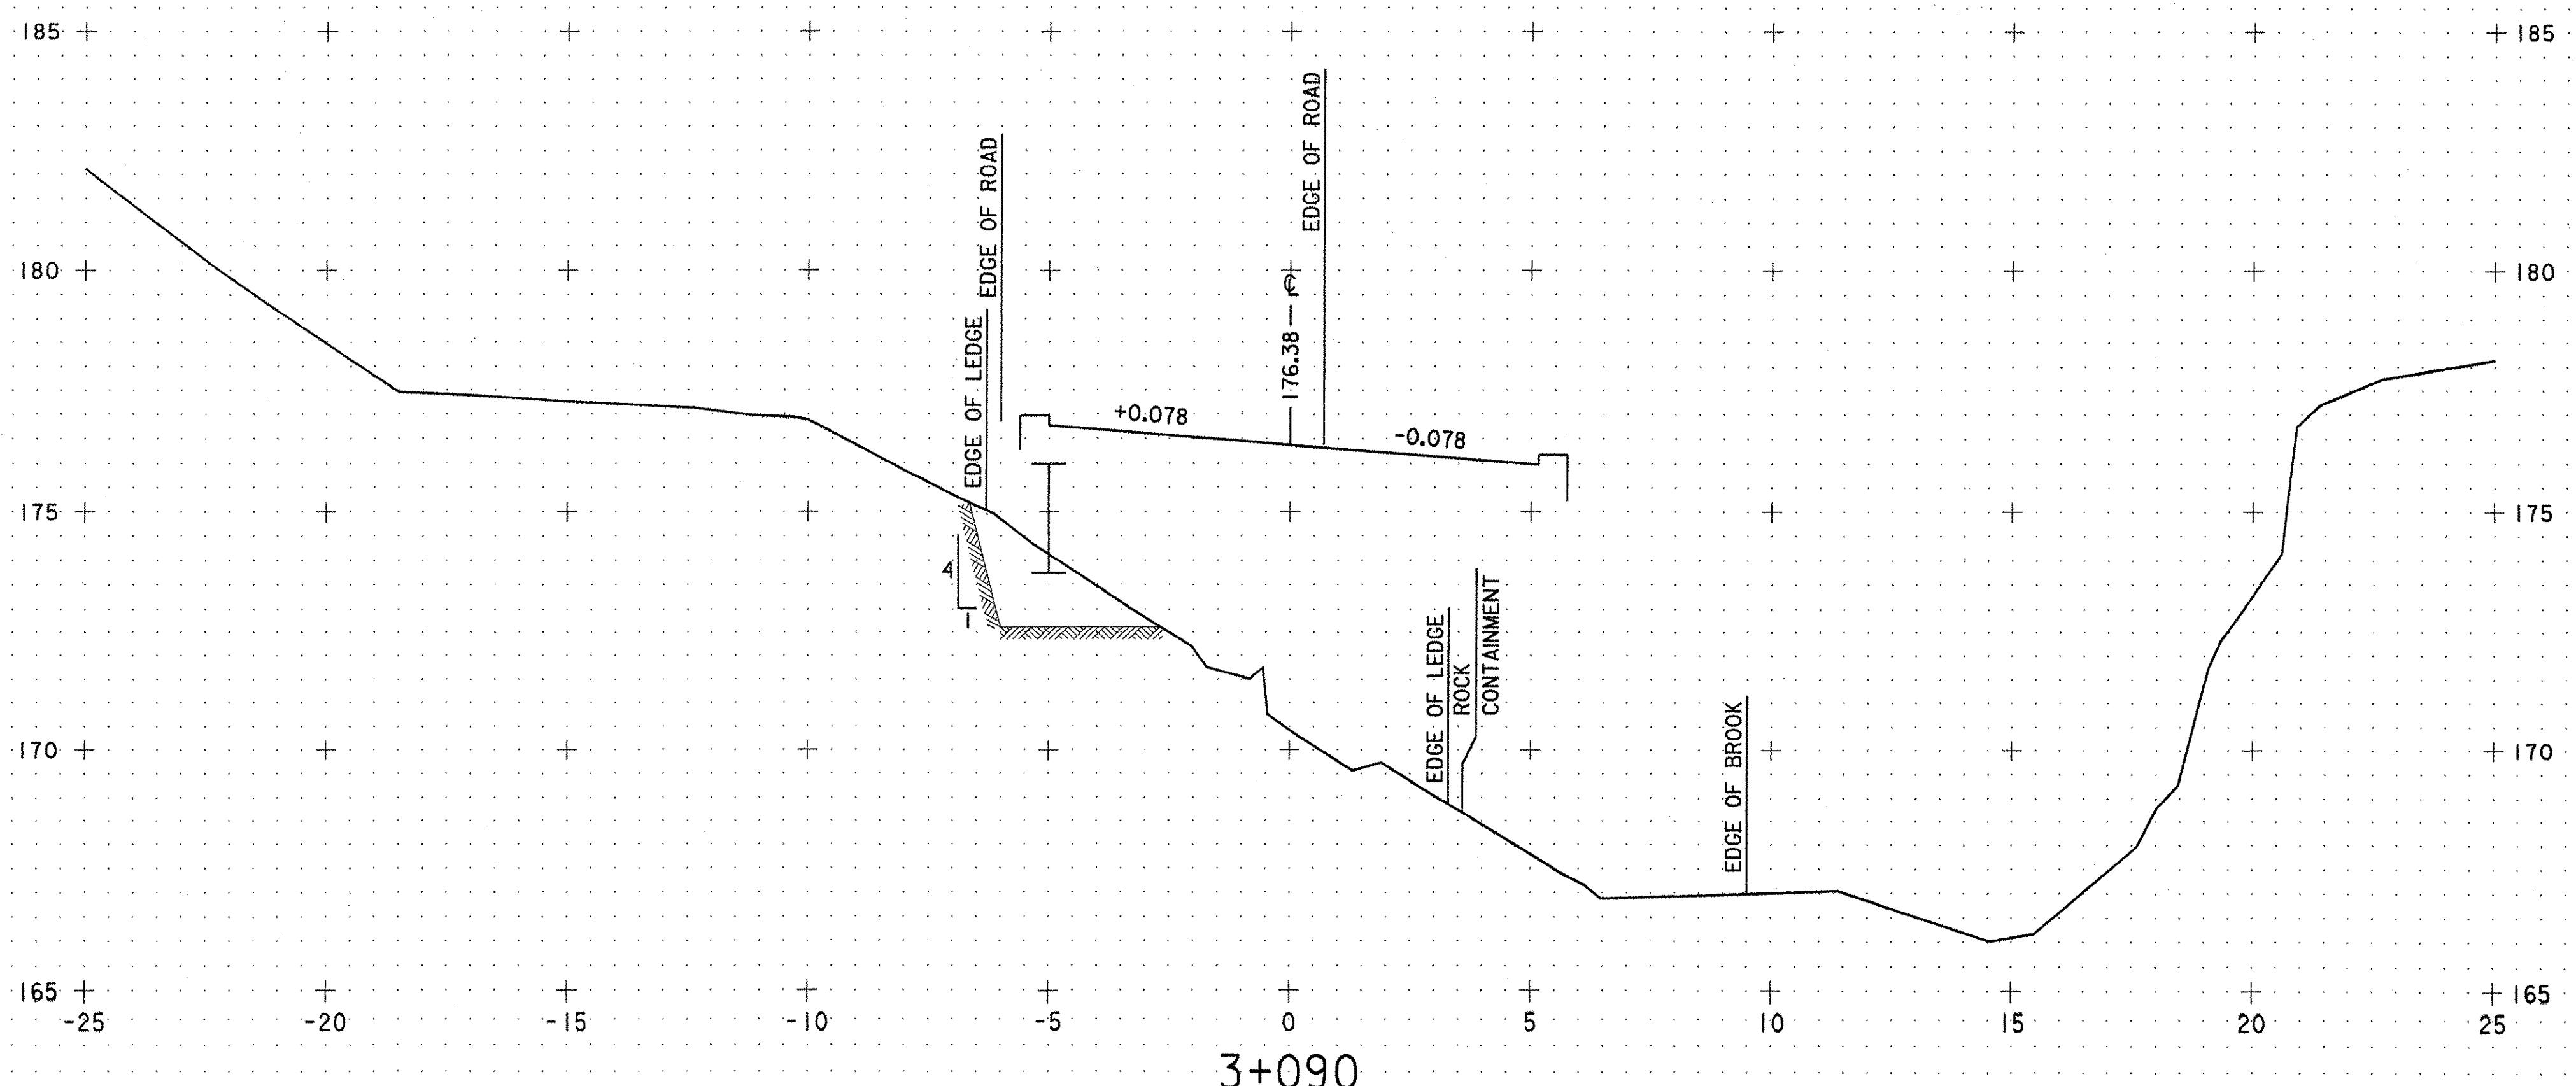 185
185
EDGE OF ROAD
EDGE OF ROAD
180
180
EDGE OF LEDGE
176.38
+0.078
-0.078
175
175
4
1
EDGE OF LEDGE
ROCK
CONTAINMENT
EDGE OF BROOK
170
170
165
165
-25 -20 -15 -10 -5 0 5 10 15 20 25
3+090